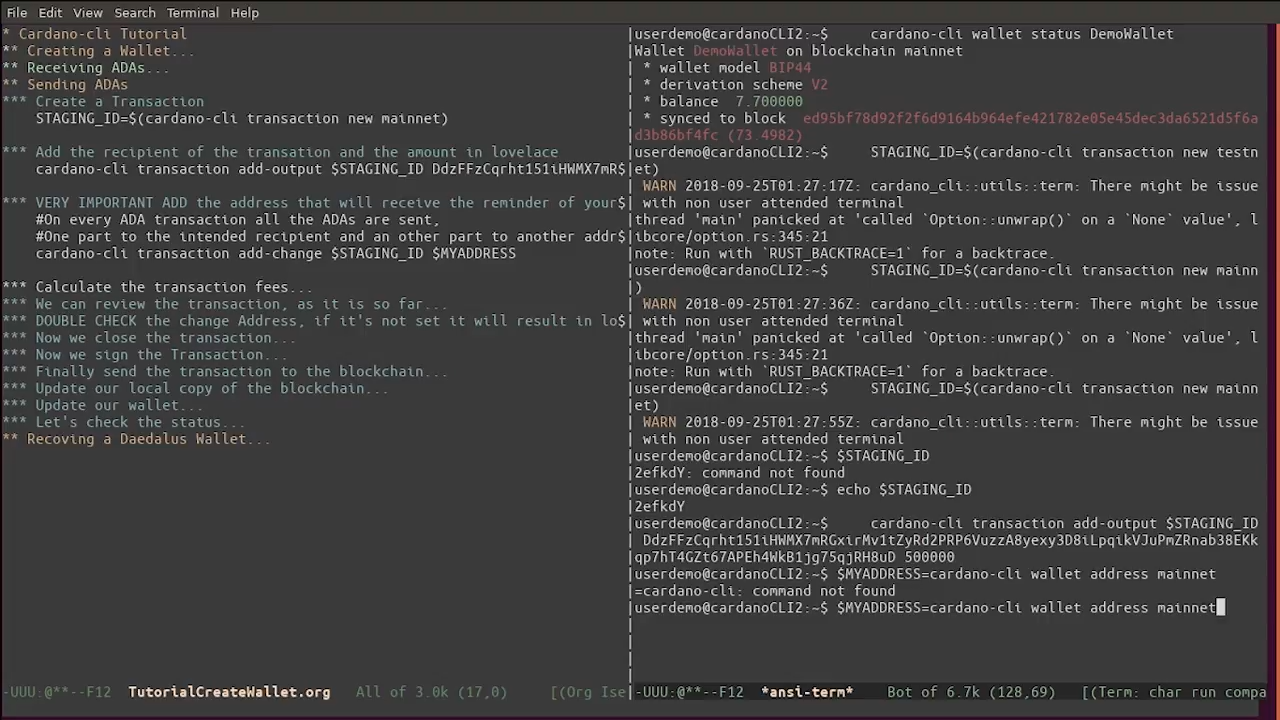 File Edit View Search Terminal Help
* Cardano-cli Tutorial
** Creating a Wallet...
** Receiving ADAs...
** Sending ADAs
*** Create a Transaction
STAGING_ID=$(cardano-cli transaction new mainnet)
*** Add the recipient of the transation and the amount in lovelace
cardano-cli transaction add-output $STAGING_ID DdzFFzCqrht151iHWMX7mR$
*** VERY IMPORTANT ADD the address that will receive the reminder of your$
#On every ADA transaction all the ADAs are sent,
#One part to the intended recipient and an other part to another addr$
cardano-cli transaction add-change $STAGING_ID $MYADDRESS
*** Calculate the transaction fees...
*** We can review the transaction, as it is so far...
*** DOUBLE CHECK the change Address, if it's not set it will result in lo$
*** Now we close the transaction...
*** Now we sign the Transaction...
*** Finally send the transaction to the blockchain...
*** Update our local copy of the blockchain...
*** Update our wallet...
*** Let's check the status...
** Recoving a Daedalus Wallet...
-UUU:@**--F12 TutorialCreateWallet.org All of 3.0k (17,0) [(Org Ise
|userdemo@cardanoCLI2:~$ cardano-cli wallet status DemoWallet
|Wallet DemoWallet on blockchain mainnet
| * wallet model BIP44
| * derivation scheme V2
| * balance 7.700000
| * synced to block ed95bf78d92f2f6d9164b964efe421782e05e45dec3da6521d5f6a
|d3b86bf4fc (73.4982)
|userdemo@cardanoCLI2:~$ STAGING_ID=$(cardano-cli transaction new testn
|et)
| WARN 2018-09-25T01:27:17Z: cardano_cli::utils::term: There might be issue
| with non user attended terminal
|thread 'main' panicked at 'called `Option::unwrap()` on a `None` value', l
|ibcore/option.rs:345:21
|note: Run with `RUST_BACKTRACE=1` for a backtrace.
|userdemo@cardanoCLI2:~$ STAGING_ID=$(cardano-cli transaction new mainn
|)
| WARN 2018-09-25T01:27:36Z: cardano_cli::utils::term: There might be issue
| with non user attended terminal
|thread 'main' panicked at 'called `Option::unwrap()` on a `None` value', l
|ibcore/option.rs:345:21
|note: Run with `RUST_BACKTRACE=1` for a backtrace.
|userdemo@cardanoCLI2:~$ STAGING_ID=$(cardano-cli transaction new mainn
|et)
| WARN 2018-09-25T01:27:55Z: cardano_cli::utils::term: There might be issue
| with non user attended terminal
|userdemo@cardanoCLI2:~$ $STAGING_ID
|2efkdY: command not found
|userdemo@cardanoCLI2:~$ echo $STAGING_ID
|2efkdY
|userdemo@cardanoCLI2:~$ cardano-cli transaction add-output $STAGING_ID
| DdzFFzCqrht151iHWMX7mRGxirMv1tZyRd2PRP6VuzzA8yexy3D8iLpqikVJuPmZRnab38EKk
|qp7hT4GZt67APEh4WkB1jg75qjRH8uD 500000
|userdemo@cardanoCLI2:~$ $MYADDRESS=cardano-cli wallet address mainnet
|=cardano-cli: command not found
|userdemo@cardanoCLI2:~$ $MYADDRESS=cardano-cli wallet address mainnet
-UUU:@**--F12 *ansi-term* Bot of 6.7k (128,69) [(Term: char run compa